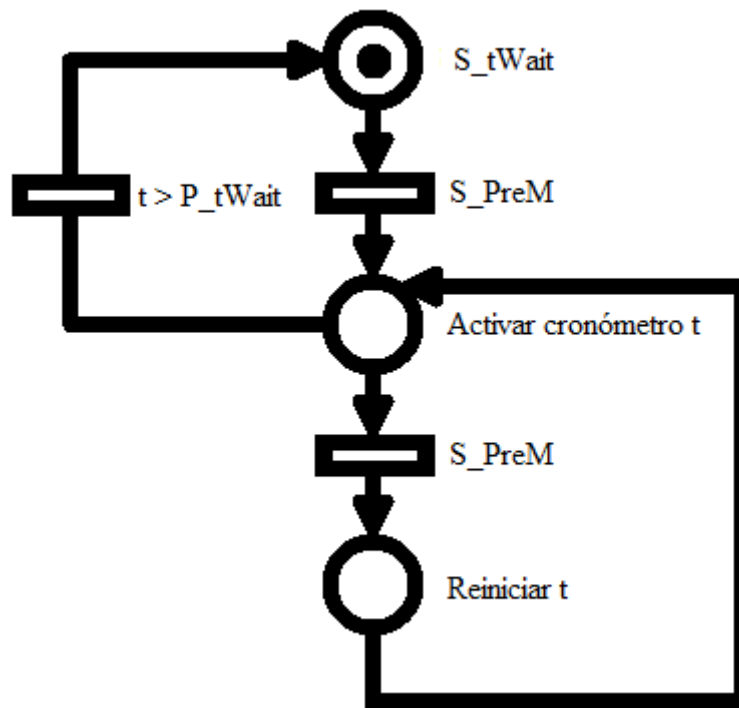 S_tWait
t > P_tWait
S_PreM
Activar cronómetro t
S_PreM
Reiniciar t